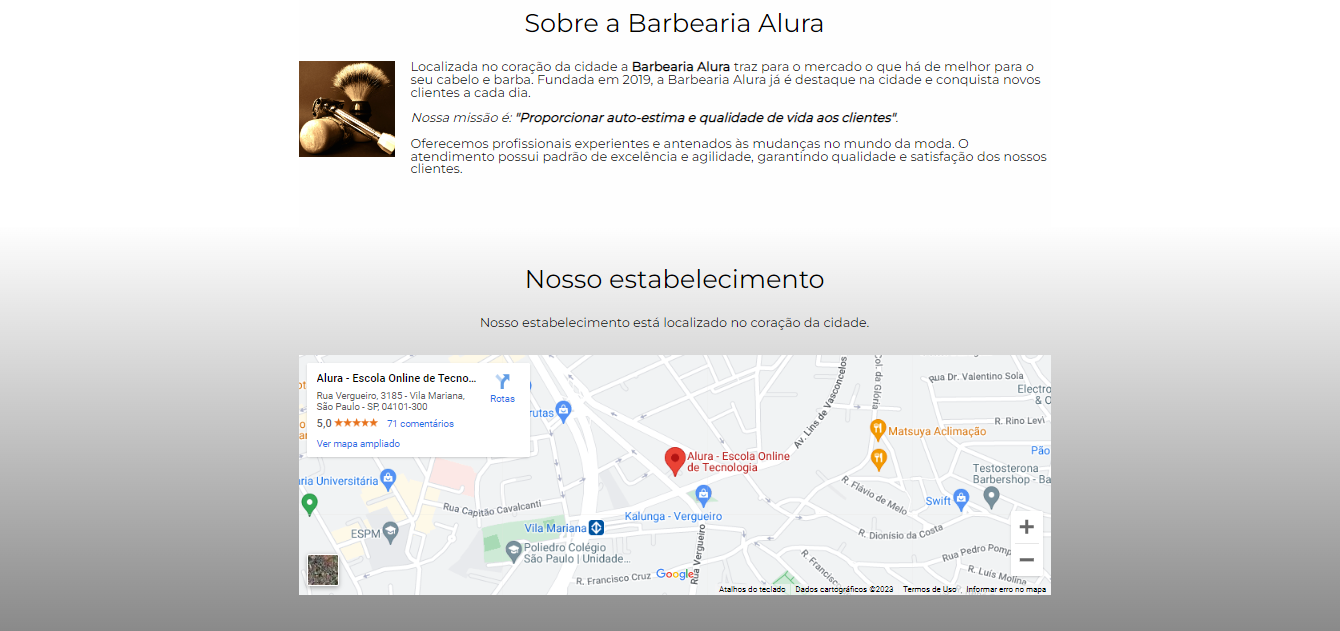 Sobre a Barbearia Alura
Localizada no coração da cidade a Barbearia Alura traz para o mercado o que há de melhor para o
seu cabelo e barba. Fundada em 2019, a Barbearia Alura já é destaque na cidade e conquista novos
clientes a cada dia.
Nossa missão é: "Proporcionar auto-estima e qualidade de vida aos clientes".
Oferecemos profissionais experientes e antenados às mudanças no mundo da moda. O
atendimento possui padrão de excelência e agilidade, garantindo qualidade e satisfação dos nossos
clientes.
Nosso estabelecimento
Nosso estabelecimento está localizado no coração da cidade.
Alura - Escola Online de Tecno...
Rua Vergueiro, 3185 - Vila Mariana,
São Paulo - SP, 04101-300
5,0
71 comentários
Ver mapa ampliado
Rotas
rutas
Av. Lins de Vasconcelos
Col. da Glória
Rua Dr. Valentino Sola
Electro
& C
R. Rino Levi
Matsuya Aclimação
Pão
Alura - Escola Online
de Tecnologia
Testosterona
Barbershop - Ba
ria Universitária
R. Flávio de Melo
Swift
Rua Capitão Cavalcanti
Kalunga - Vergueiro
Vila Mariana
ESPM
R. Dionísio da Costa
Poliedro Colégio
São Paulo | Unidade...
Rua Vergueiro
Rua Pedro Pomp
R. Luís Molina
R. Francisco Cruz
Google
Atalhos do teclado
Dados cartográficos ©2023
Termos de Uso
Informar erro no mapa